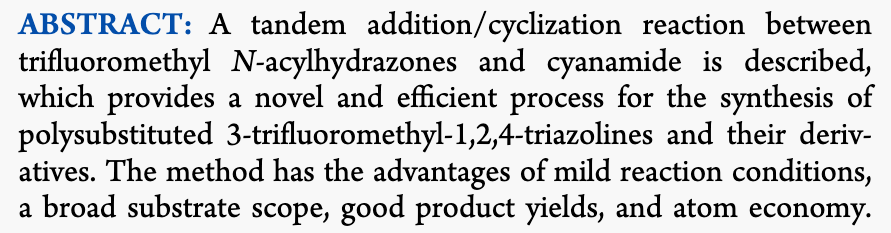 ABSTRACT: A tandem addition/cyclization reaction between
trifluoromethyl N-acylhydrazones and cyanamide is described,
which provides a novel and efficient process for the synthesis of
polysubstituted 3-trifluoromethyl-1,2,4-triazolines and their deriv-
atives. The method has the advantages of mild reaction conditions,
a broad substrate scope, good product yields, and atom economy.